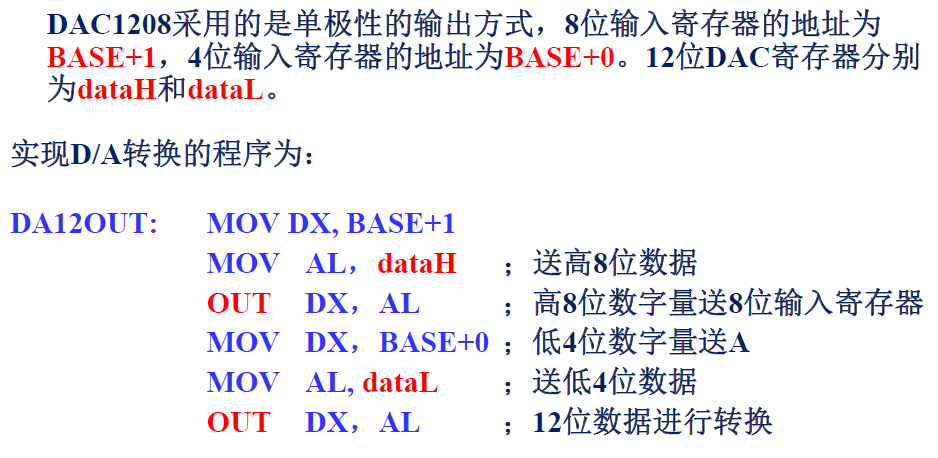 DAC1208采用的是单极性的输出方式，8位输入寄存器的地址为
BASE+1，4位输入寄存器的地址为BASE+0。12位DAC寄存器分别
为dataH和dataL。
实现D/A转换的程序为：
DA12OUT: MOV DX, BASE+1
MOV AL，dataH ；送高8位数据
OUT DX，AL ；高8位数字量送8位输入寄存器
MOV DX，BASE+0 ；低4位数字量送A
MOV AL, dataL ；送低4位数据
OUT DX，AL ；12位数据进行转换